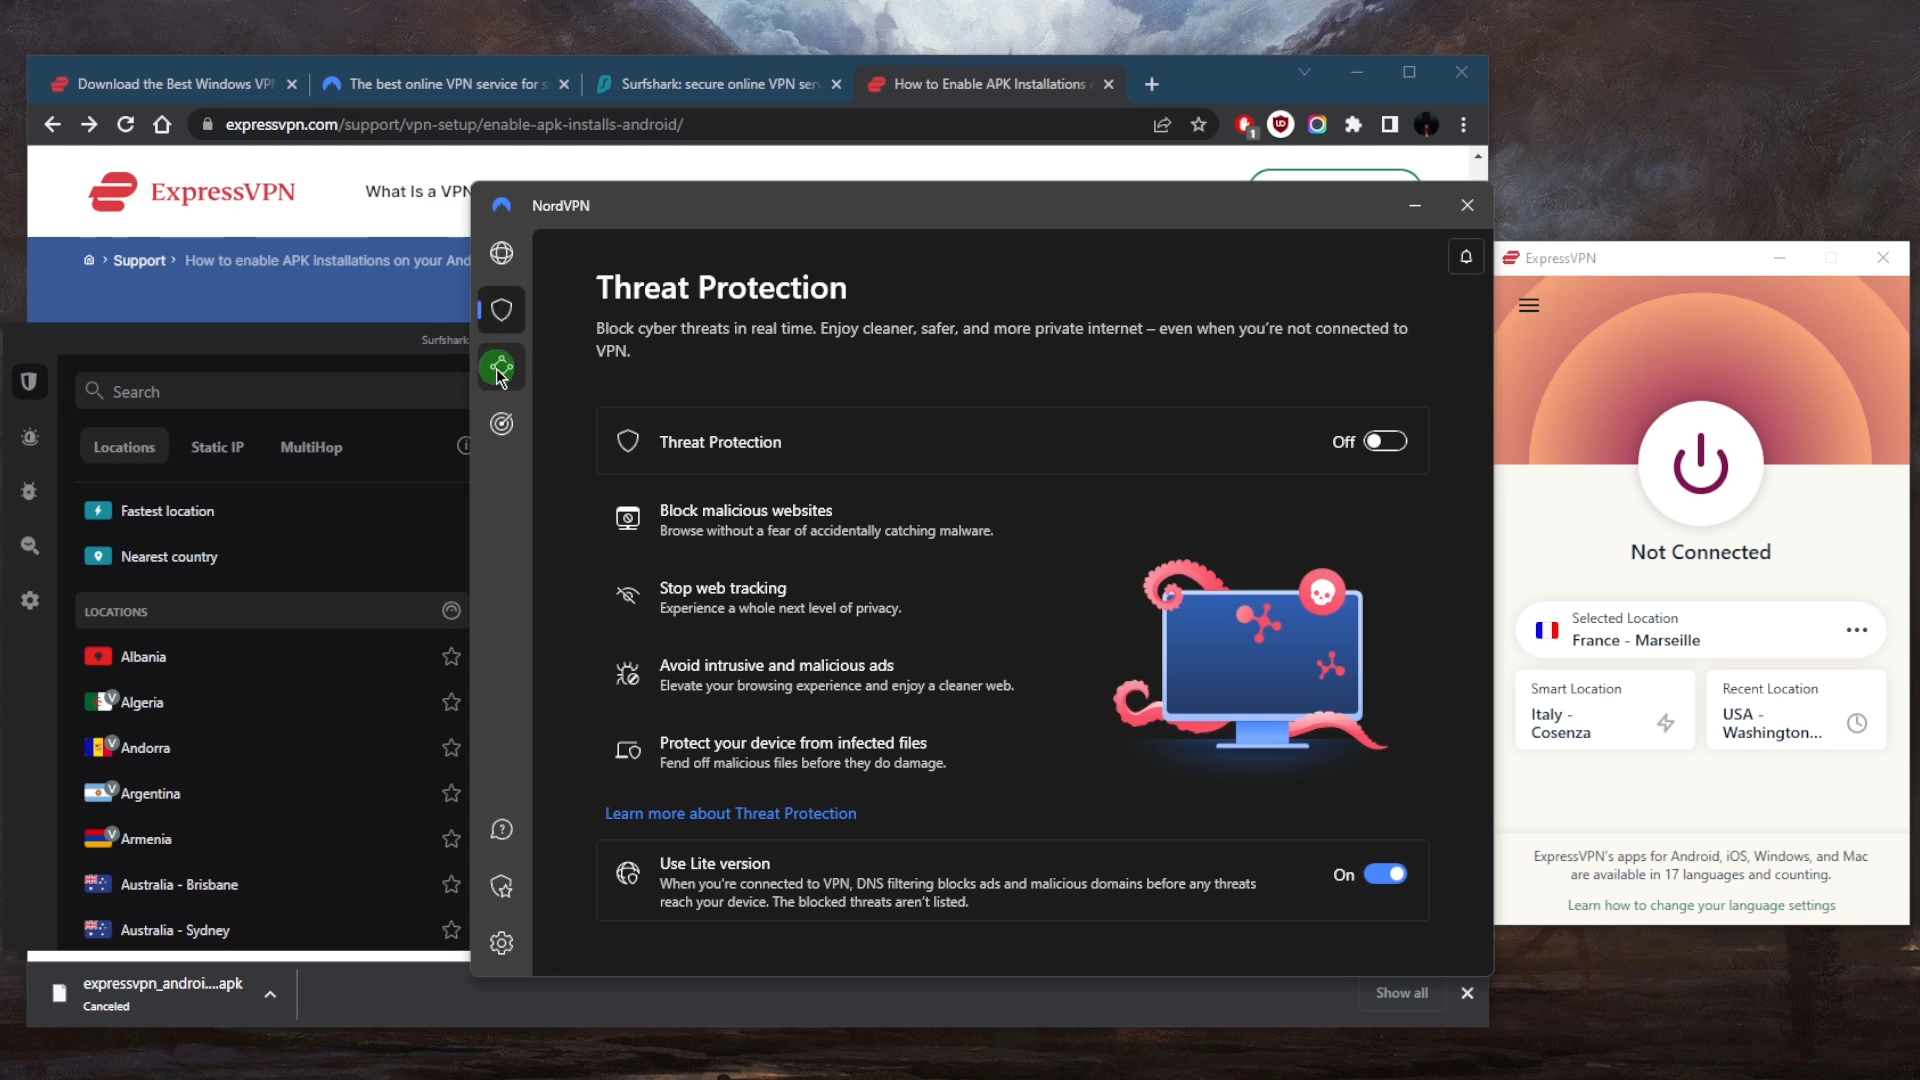 Download the Best Windows VPN
The best online VPN service for s
Surfshark: secure online VPN serv
How to Enable APK Installations o
expressvpn.com/support/vpn-setup/enable-apk-installs-android/
1
ExpressVPN
What Is a VPN
Support
How to enable APK installations on your And
Surfshark
Search
Locations
Static IP
MultiHop
Fastest location
Nearest country
LOCATIONS
Albania
V
Algeria
V
Andorra
V
Argentina
V
Armenia
Australia - Brisbane
Australia - Sydney
NordVPN
Threat Protection
Block cyber threats in real time. Enjoy cleaner, safer, and more private internet – even when you're not connected to
VPN.
Threat Protection
Off
Block malicious websites
Browse without a fear of accidentally catching malware.
Stop web tracking
Experience a whole next level of privacy.
Avoid intrusive and malicious ads
Elevate your browsing experience and enjoy a cleaner web.
Protect your device from infected files
Fend off malicious files before they do damage.
Learn more about Threat Protection
Use Lite version
When you're connected to VPN, DNS filtering blocks ads and malicious domains before any threats
reach your device. The blocked threats aren't listed.
On
ExpressVPN
Not Connected
Selected Location
France - Marseille
Smart Location
Italy -
Cosenza
Recent Location
USA -
Washington...
ExpressVPN's apps for Android, iOS, Windows, and Mac
are available in 17 languages and counting.
Learn how to change your language settings
expressvpn_androi....apk
Canceled
Show all